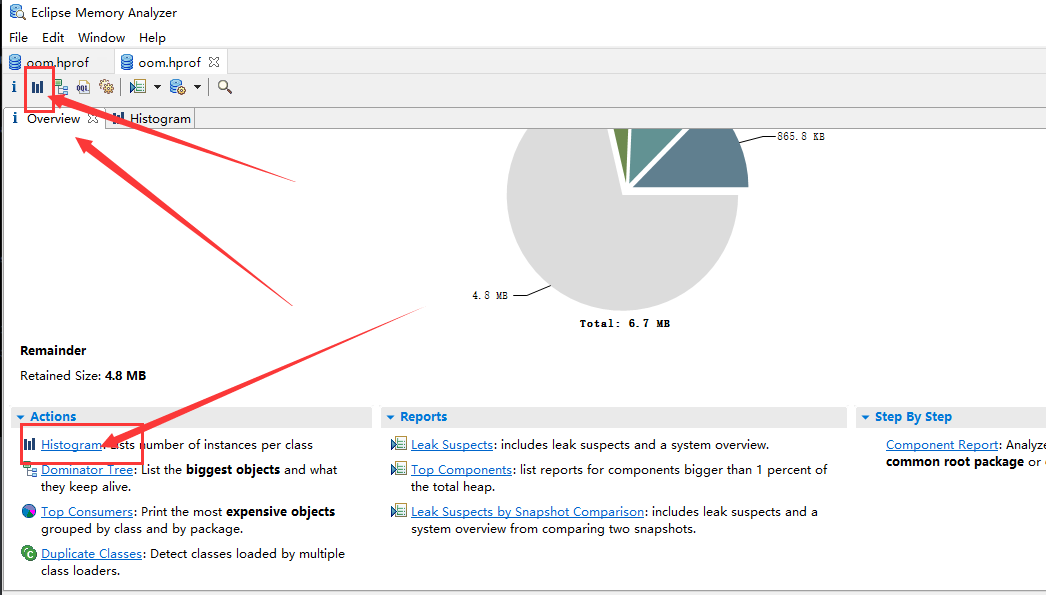 Eclipse Memory Analyzer
File Edit Window Help
oom.hprof oom.hprof
i OQL
i Overview Histogram
865.8 KB
4.8 MB
Total: 6.7 MB
Remainder
Retained Size: 4.8 MB
Actions
Histogram: Lists number of instances per class
Dominator Tree: List the biggest objects and what
they keep alive.
Top Consumers: Print the most expensive objects
grouped by class and by package.
Duplicate Classes: Detect classes loaded by multiple
class loaders.
Reports
Leak Suspects: includes leak suspects and a system overview.
Top Components: list reports for components bigger than 1 percent of
the total heap.
Leak Suspects by Snapshot Comparison: includes leak suspects and a
system overview from comparing two snapshots.
Step By Step
Component Report: Analyze
common root package or